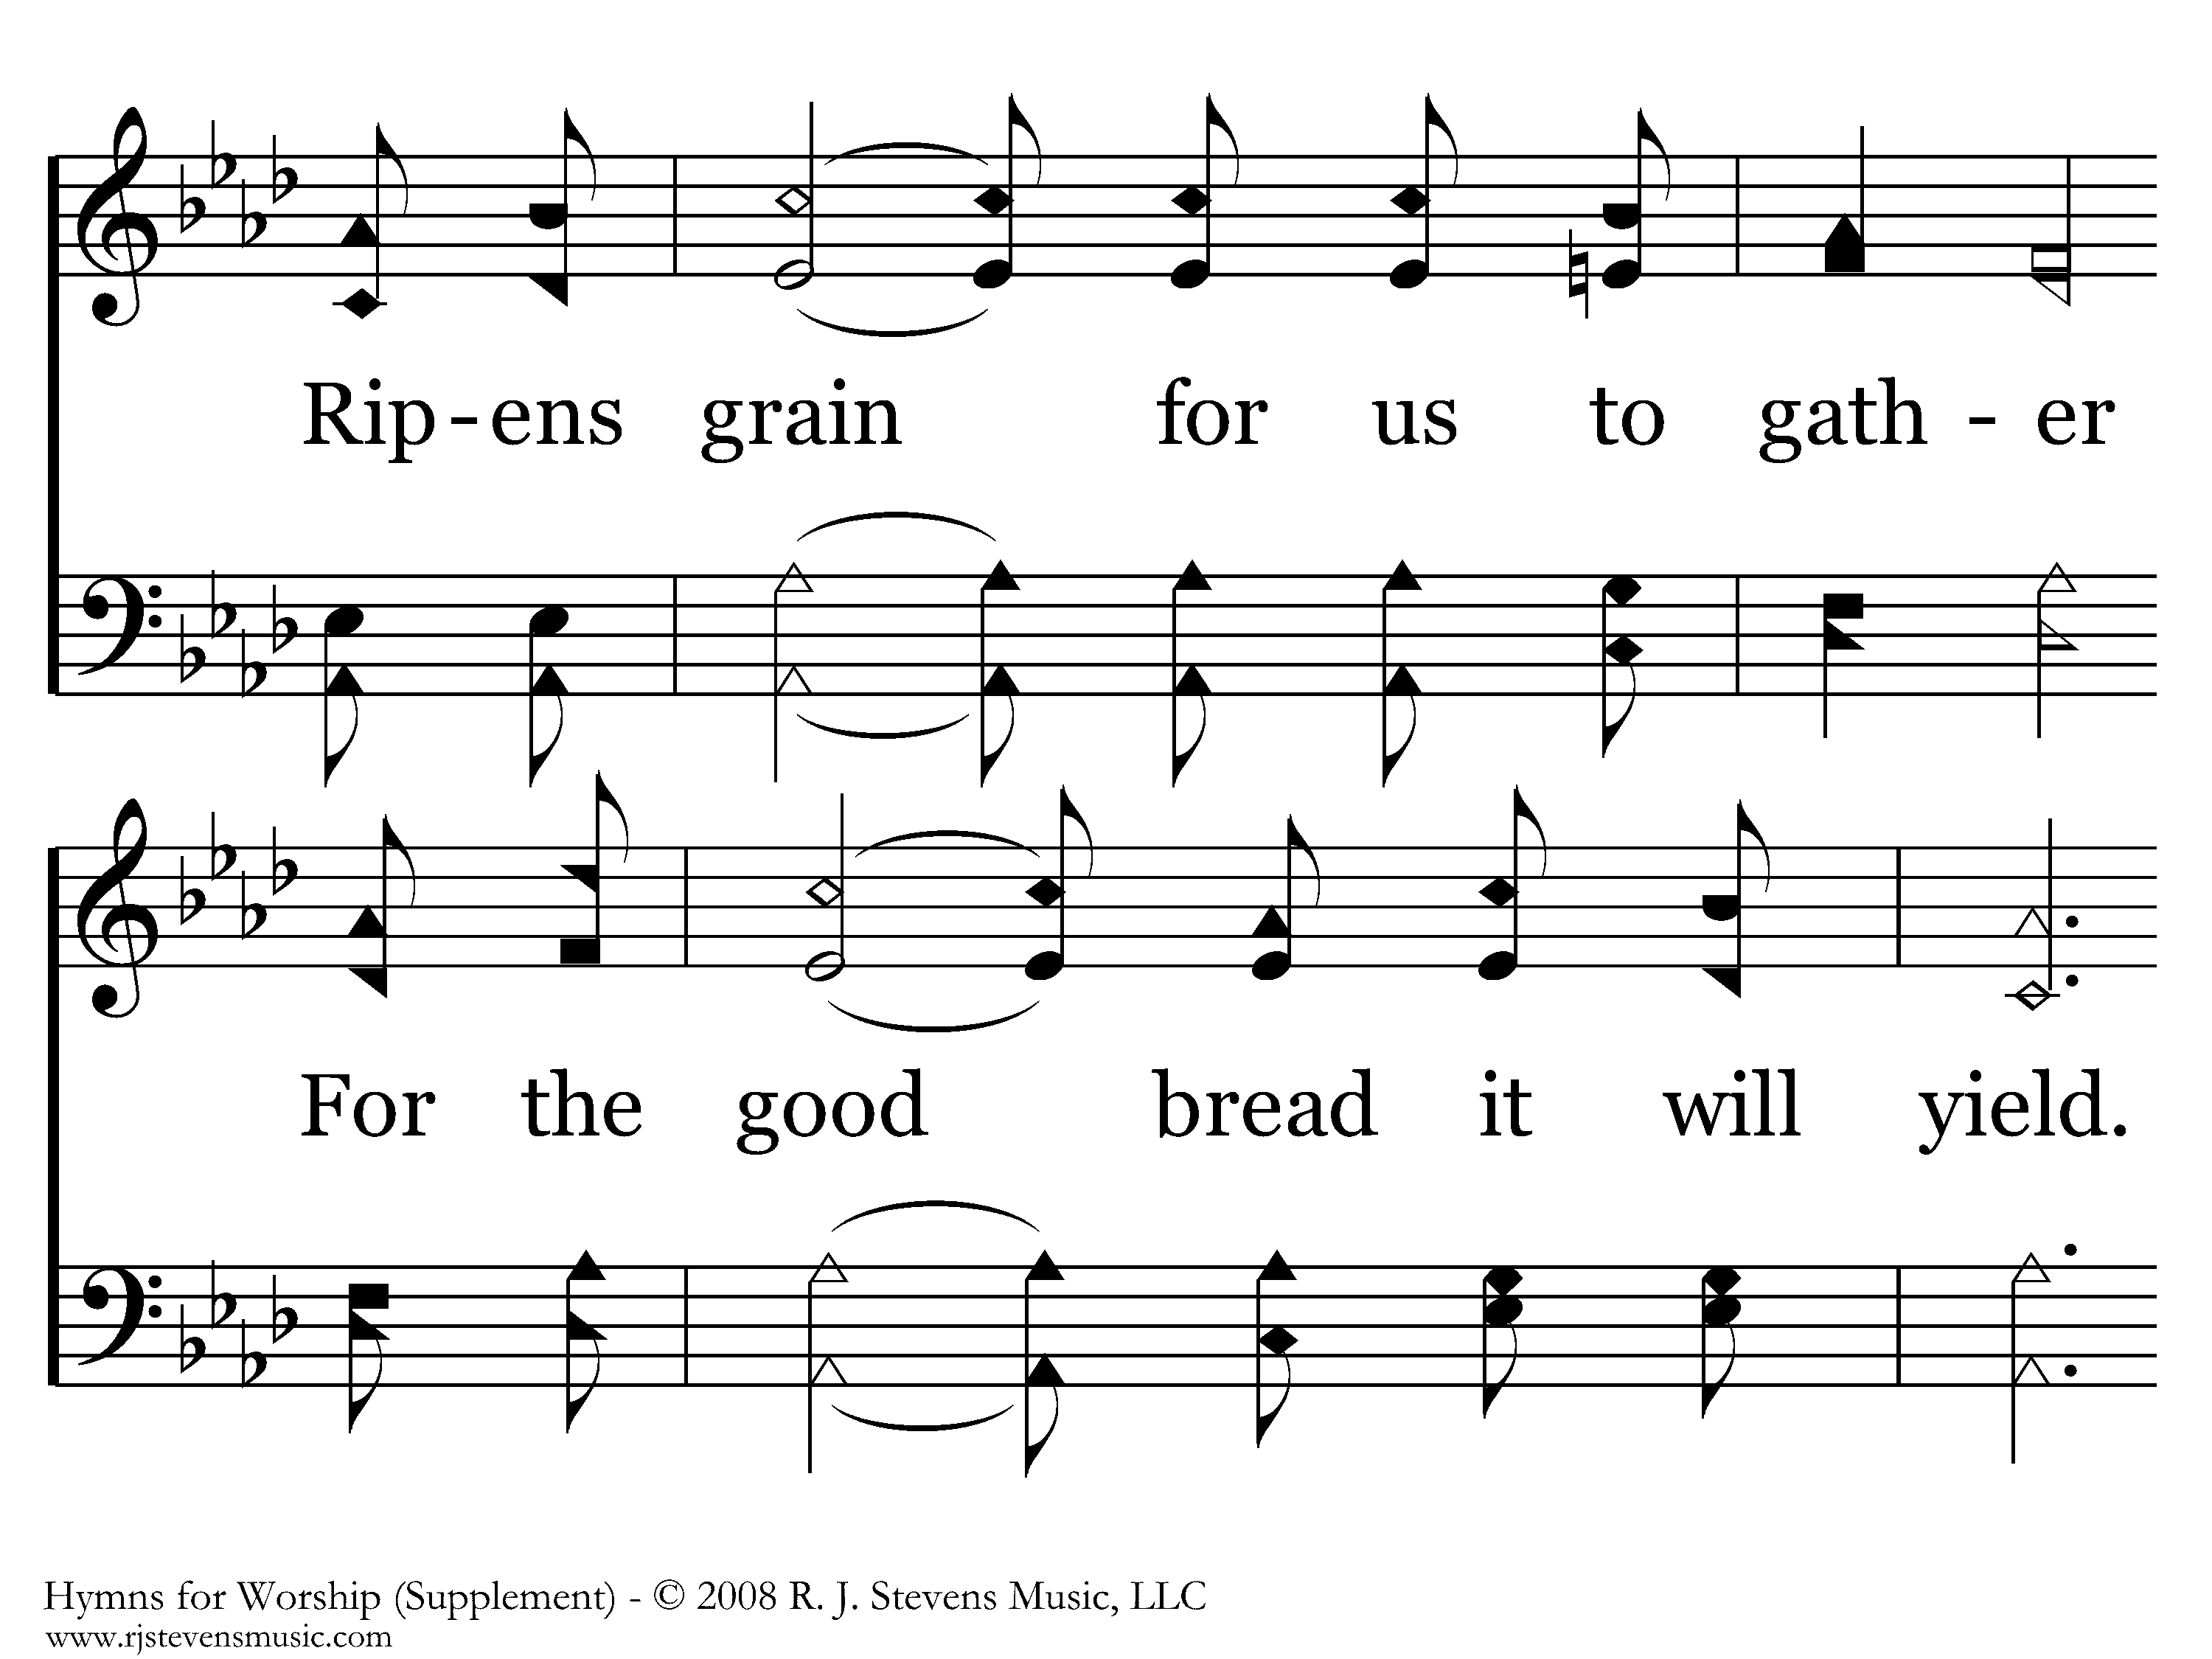 Rip - ens grain for us to gath - er
For the good bread it will yield.
Hymns for Worship (Supplement) - © 2008 R. J. Stevens Music, LLC
www.rjstevensmusic.com